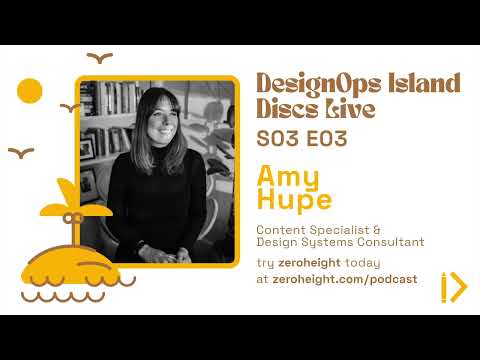 DesignOps Island
Discs Live
S03 E03
Amy
Hupe
Content Specialist &
Design Systems Consultant
try zeroheight today
at zeroheight.com/podcast